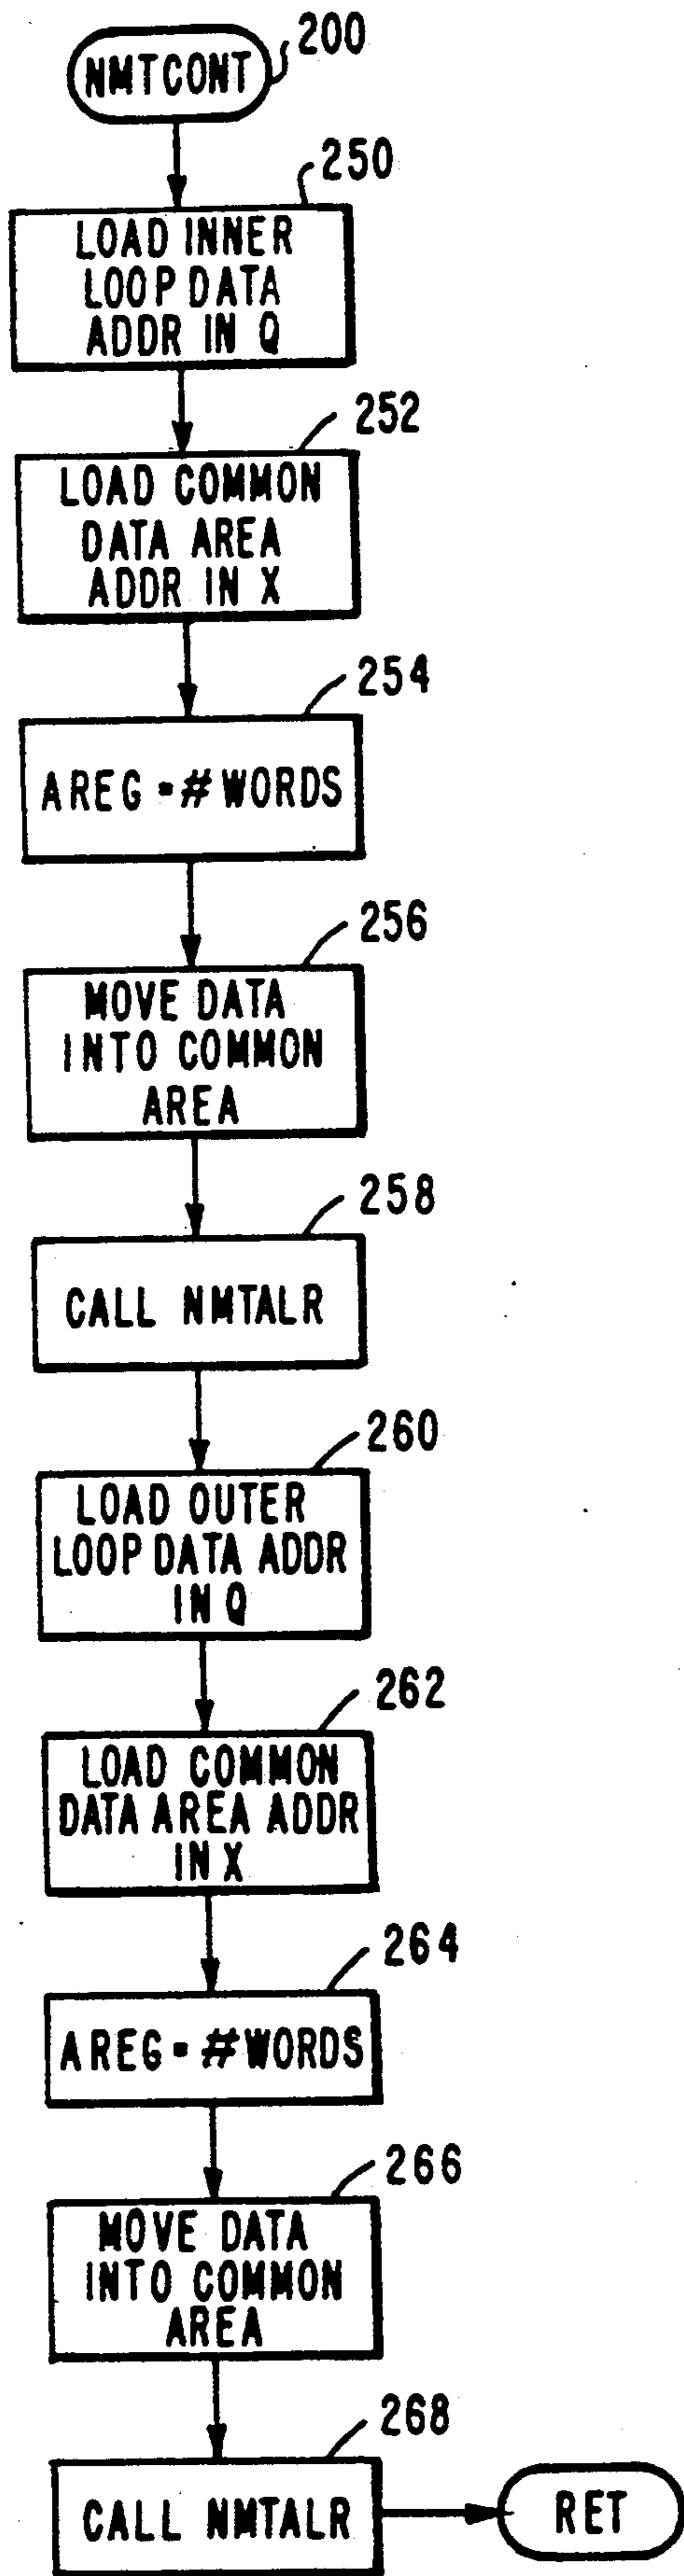 NMTCONT 200
250
LOAD INNER
LOOP DATA
ADDR IN Q
252
LOAD COMMON
DATA AREA
ADDR IN X
254
AREG = # WORDS
256
MOVE DATA
INTO COMMON
AREA
258
CALL NMTALR
260
LOAD OUTER
LOOP DATA ADDR
IN Q
262
LOAD COMMON
DATA AREA ADDR
IN X
264
AREG = # WORDS
266
MOVE DATA
INTO COMMON
AREA
268
CALL NMTALR
RET